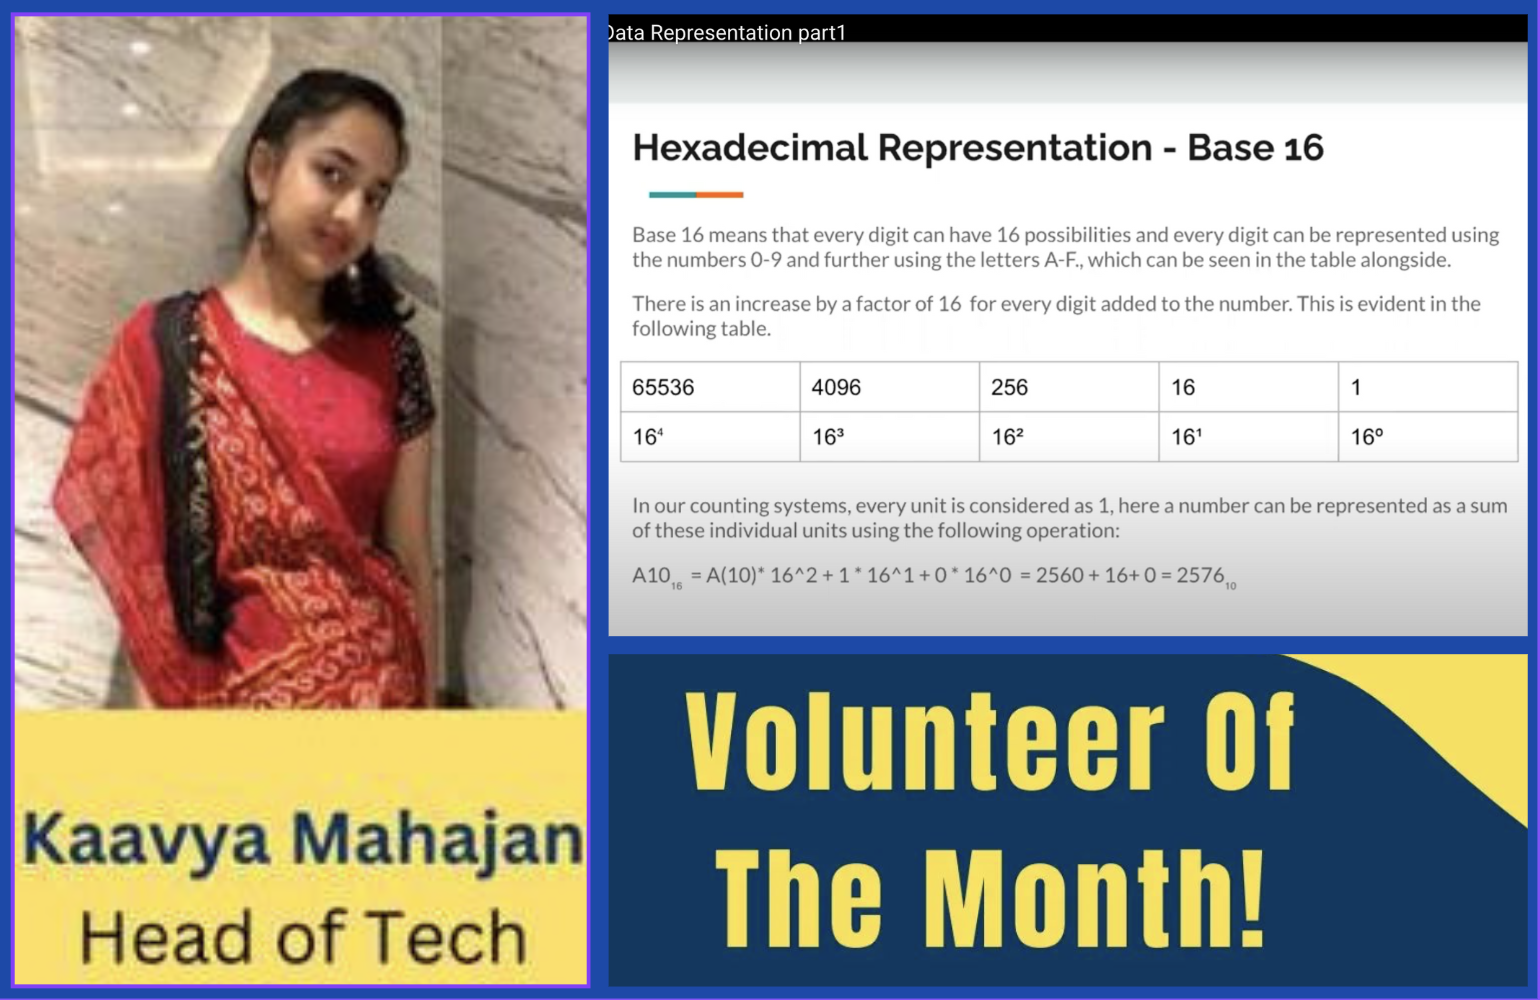 Data Representation part1
Hexadecimal Representation - Base 16
Base 16 means that every digit can have 16 possibilities and every digit can be represented using
the numbers 0-9 and further using the letters A-F., which can be seen in the table alongside.
There is an increase by a factor of 16 for every digit added to the number. This is evident in the
following table.
65536 4096 256 16 1
16⁴ 16³ 16² 16¹ 16⁰
In our counting systems, every unit is considered as 1, here a number can be represented as a sum
of these individual units using the following operation:
A10₁₆ = A(10)* 16^2 + 1 * 16^1 + 0 * 16^0 = 2560 + 16+ 0 = 2576₁₀
Kaavya Mahajan
Head of Tech
Volunteer Of
The Month!